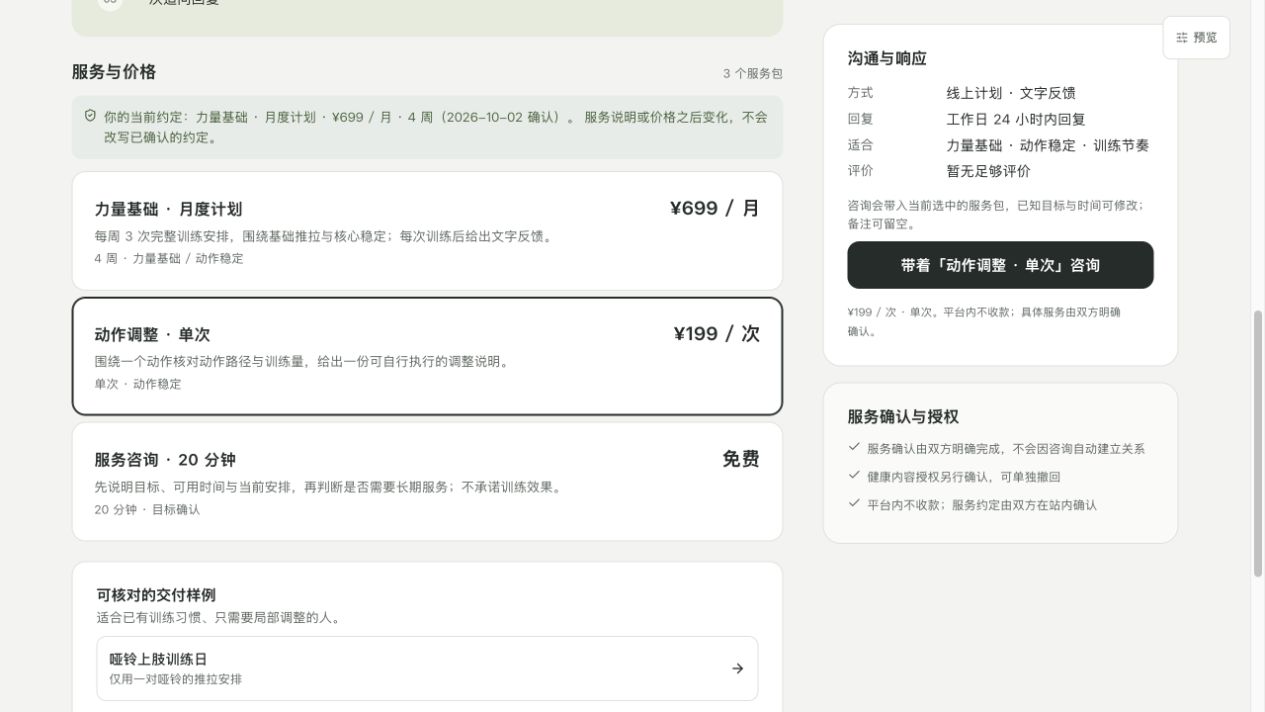 服务与价格
3 个服务包
你的当前约定：力量基础 · 月度计划 · ¥699 / 月 · 4 周（2026-10-02 确认）。 服务说明或价格之后变化，不会
改写已确认的约定。
力量基础 · 月度计划
¥699 / 月
每周 3 次完整训练安排，围绕基础推拉与核心稳定；每次训练后给出文字反馈。
4 周 · 力量基础 / 动作稳定
动作调整 · 单次
¥199 / 次
围绕一个动作核对动作路径与训练量，给出一份可自行执行的调整说明。
单次 · 动作稳定
服务咨询 · 20 分钟
免费
先说明目标、可用时间与当前安排，再判断是否需要长期服务；不承诺训练效果。
20 分钟 · 目标确认
可核对的交付样例
适合已有训练习惯、只需要局部调整的人。
哑铃上肢训练日
仅用一对哑铃的推拉安排
预览
沟通与响应
方式 线上计划 · 文字反馈
回复 工作日 24 小时内回复
适合 力量基础 · 动作稳定 · 训练节奏
评价 暂无足够评价
咨询会带入当前选中的服务包，已知目标与时间可修改；
备注可留空。
带着「动作调整 · 单次」咨询
¥199 / 次 · 单次。平台内不收款；具体服务由双方明确
确认。
服务确认与授权
服务确认由双方明确完成，不会因咨询自动建立关系
健康内容授权另行确认，可单独撤回
平台内不收款；服务约定由双方在站内确认